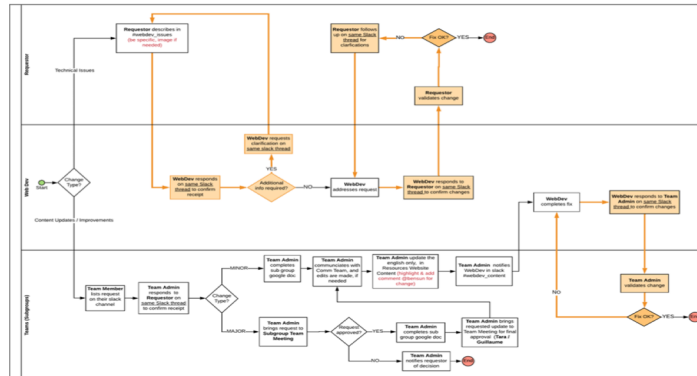 Requestor
Requestor describes in
#webdev_issues
(be specific, image if
needed)
Technical Issues
Requestor follows
up on same Slack
thread for
clarifications
NO
Fix OK?
YES
End
Requestor
validates change
Web Dev
Start
Change
Type?
WebDev requests
clarification on
same slack thread
YES
WebDev responds
on same Slack
thread to confirm
receipt
Additional
info required?
NO
WebDev
addresses request
WebDev responds to
Requestor on same Slack
thread to confirm changes
WebDev
completes fix
WebDev responds to Team
Admin on same Slack
thread to confirm changes
Content Updates / Improvements
Teams (Subgroups)
Team Member
lists request
on their slack
channel
Team Admin
responds to
Requestor on
same Slack thread
to confirm receipt
Change
Type?
MINOR
Team Admin
completes
sub group
google doc
Team Admin
communciates with
Comm Team, and
edits are made, if
needed
Team Admin update the
english only, in
Resources Website
Content (highlight & add
comment @bensun for
change)
Team Admin notifies
WebDev in slack
#webdev_content
MAJOR
Team Admin
brings request to
Subgroup Team
Meeting
Request
approved?
YES
Team Admin
completes sub
group google doc
Team Admin brings
requested update to
Team Meeting for final
approval (Tara /
Guillaume
NO
Team Admin
notifies requestor
of decision
End
Team Admin
validates change
NO
Fix OK?
YES
End